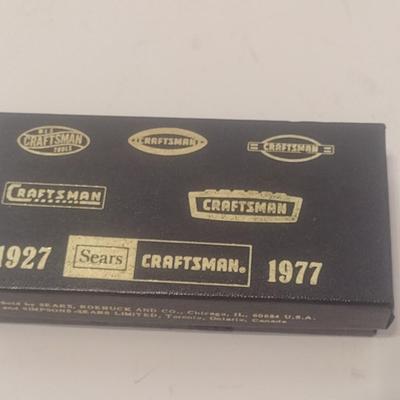 CRAFTSMAN TOOLS
CRAFTSMAN
CRAFTSMAN
CRAFTSMAN
CRAFTSMAN
1927 Sears CRAFTSMAN® 1977
Sold by SEARS, ROEBUCK AND CO., Chicago, IL. 60684 U.S.A.
and SIMPSONS-SEARS LIMITED, Toronto, Ontario, Canada